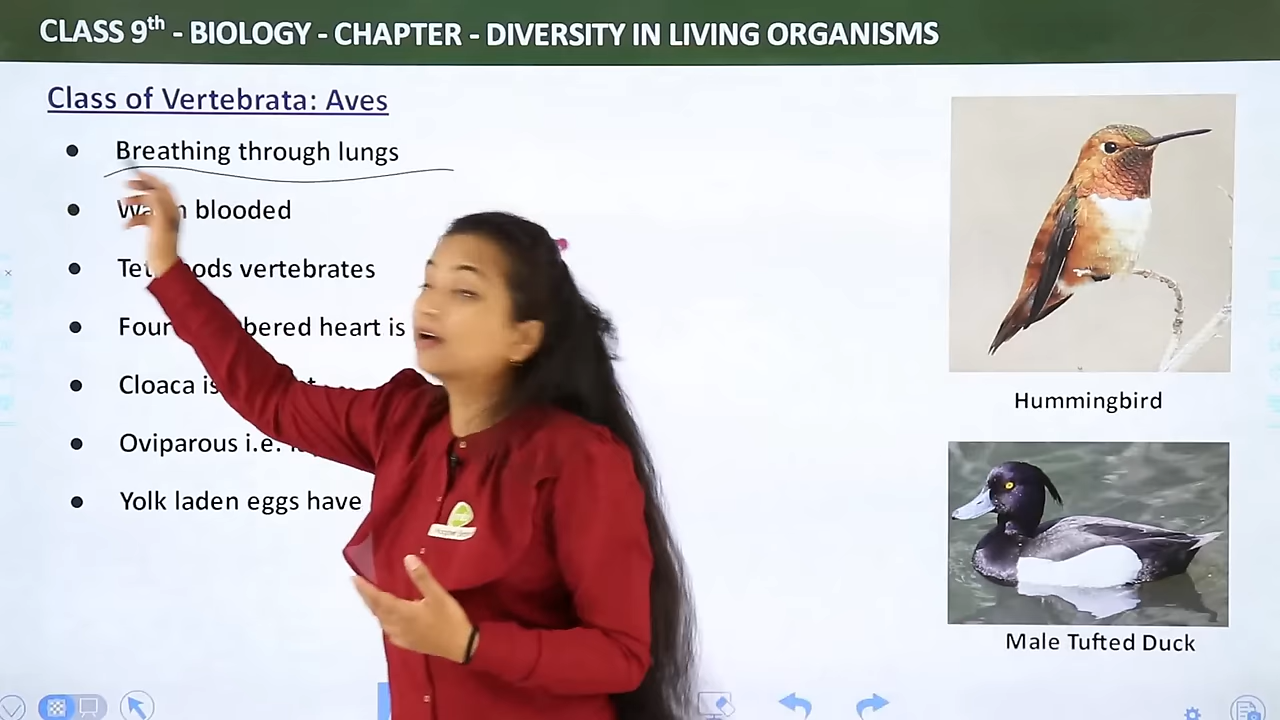 CLASS 9th - BIOLOGY - CHAPTER - DIVERSITY IN LIVING ORGANISMS
Class of Vertebrata: Aves
Breathing through lungs
blooded
vertebrates
Four heart is
Cloaca
Oviparous i.e.
Yolk laden eggs have
Hummingbird
Male Tufted Duck